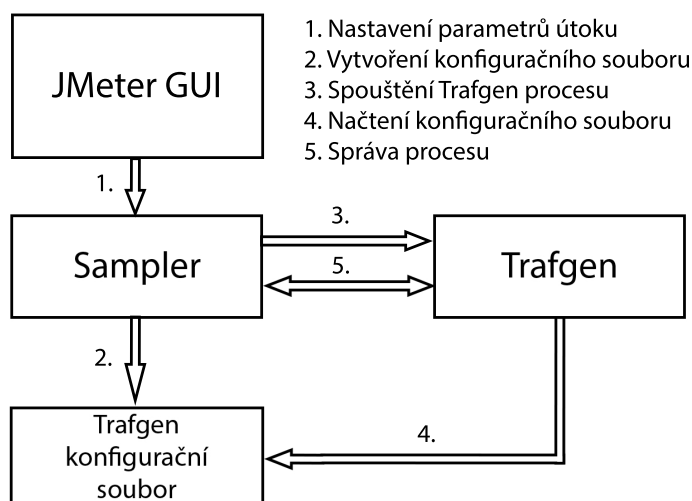 JMeter GUI
1. Nastavení parametrů útoku
2. Vytvoření konfiguračního souboru
3. Spouštění Trafgen procesu
4. Načtení konfiguračního souboru
5. Správa procesu
1.
Sampler
3.
5.
Trafgen
2.
4.
Trafgen
konfigurační
soubor